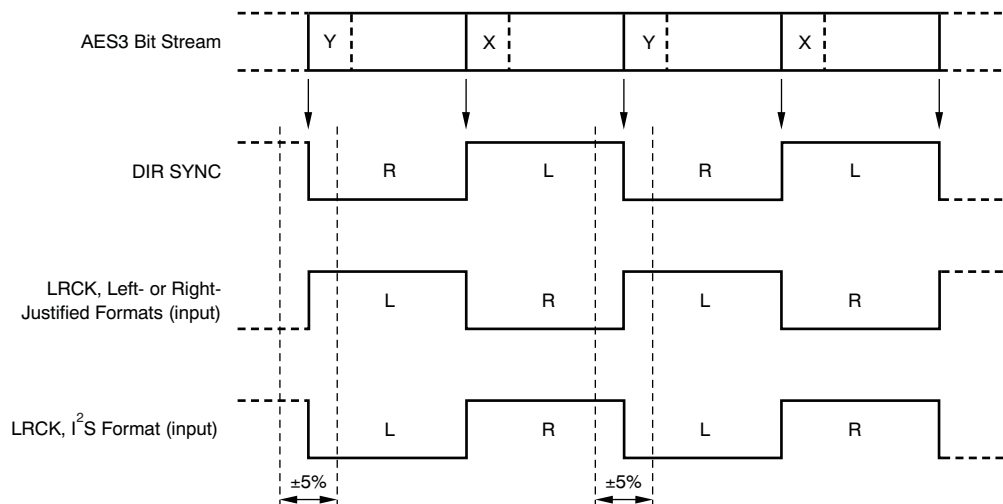 AES3 Bit Stream
Y X Y X
DIR SYNC
R L R L
LRCK, Left- or Right-
Justified Formats (input)
L R L R
LRCK, I²S Format (input)
L R L R
±5% ±5%